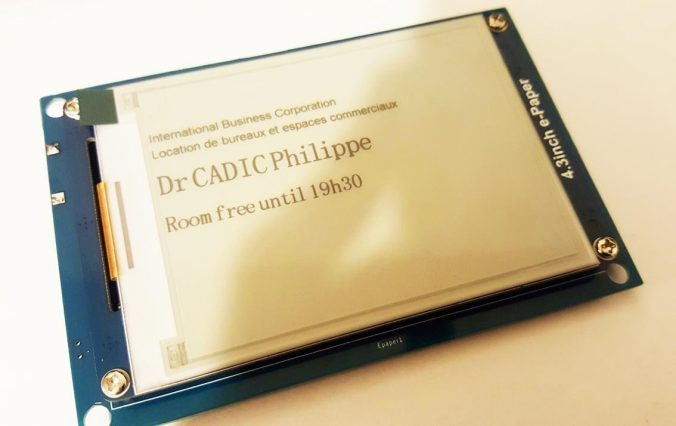 International Business Corporation
Location de bureaux et espaces commerciaux
Dr CADIC Philippe
Room free until 19h30
4.3inch e-Paper
Epaper1